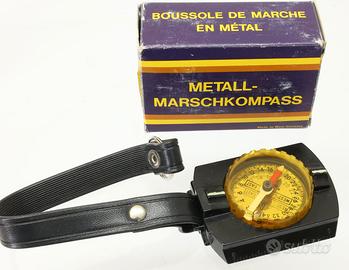 BOUSSOLE DE MARCHE
EN MÉTAL
METALL-
MARSCHKOMPASS
subito